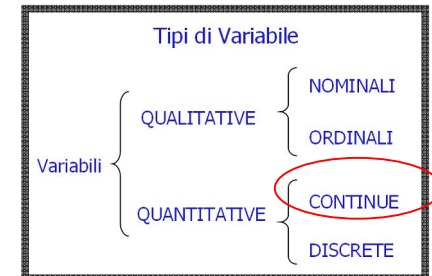 Tipi di Variabile
Variabili
QUALITATIVE
NOMINALI
ORDINALI
QUANTITATIVE
CONTINUE
DISCRETE